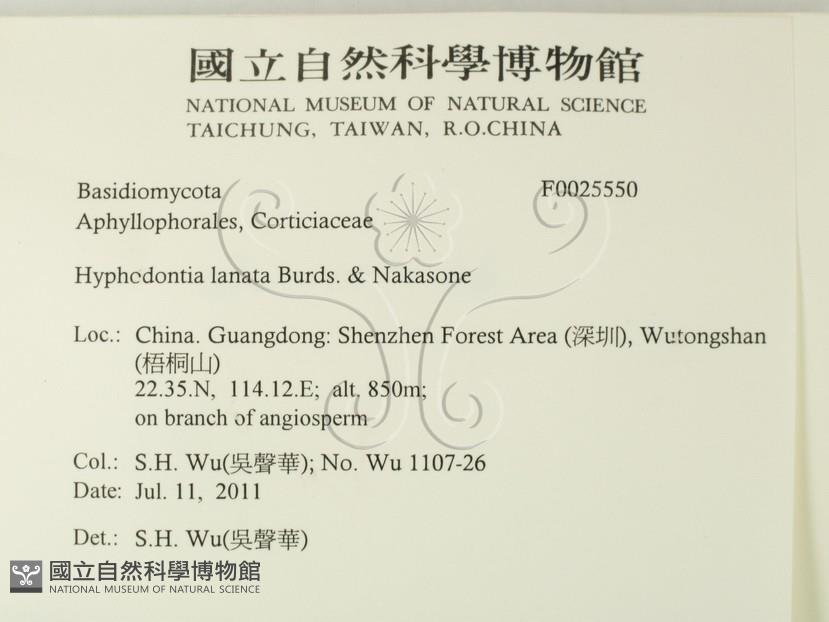 國立自然科學博物館
NATIONAL MUSEUM OF NATURAL SCIENCE
TAICHUNG, TAIWAN, R.O.CHINA
Basidiomycota F0025550
Aphyllophorales, Corticiaceae
Hyphodontia lanata Burds. & Nakasone
Loc.: China. Guangdong: Shenzhen Forest Area (深圳), Wutongshan
(梧桐山)
22.35.N, 114.12.E; alt. 850m;
on branch of angiosperm
Col.: S.H. Wu(吳聲華); No. Wu 1107-26
Date: Jul. 11, 2011
Det.: S.H. Wu(吳聲華)
國立自然科學博物館
NATIONAL MUSEUM OF NATURAL SCIENCE